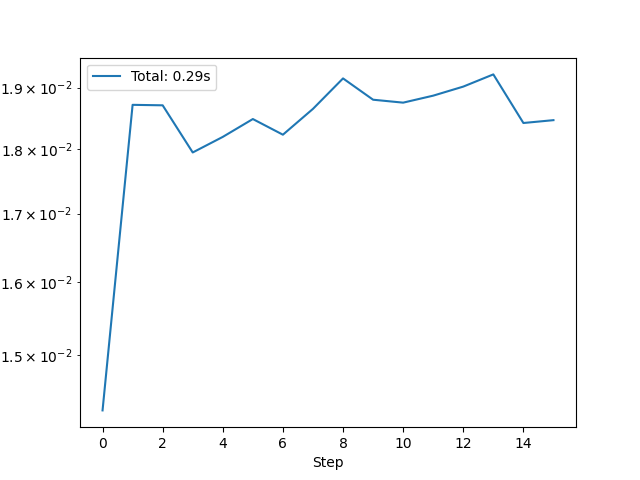 Total: 0.29s
1.9 × 10⁻²
1.8 × 10⁻²
1.7 × 10⁻²
1.6 × 10⁻²
1.5 × 10⁻²
0 2 4 6 8 10 12 14
Step